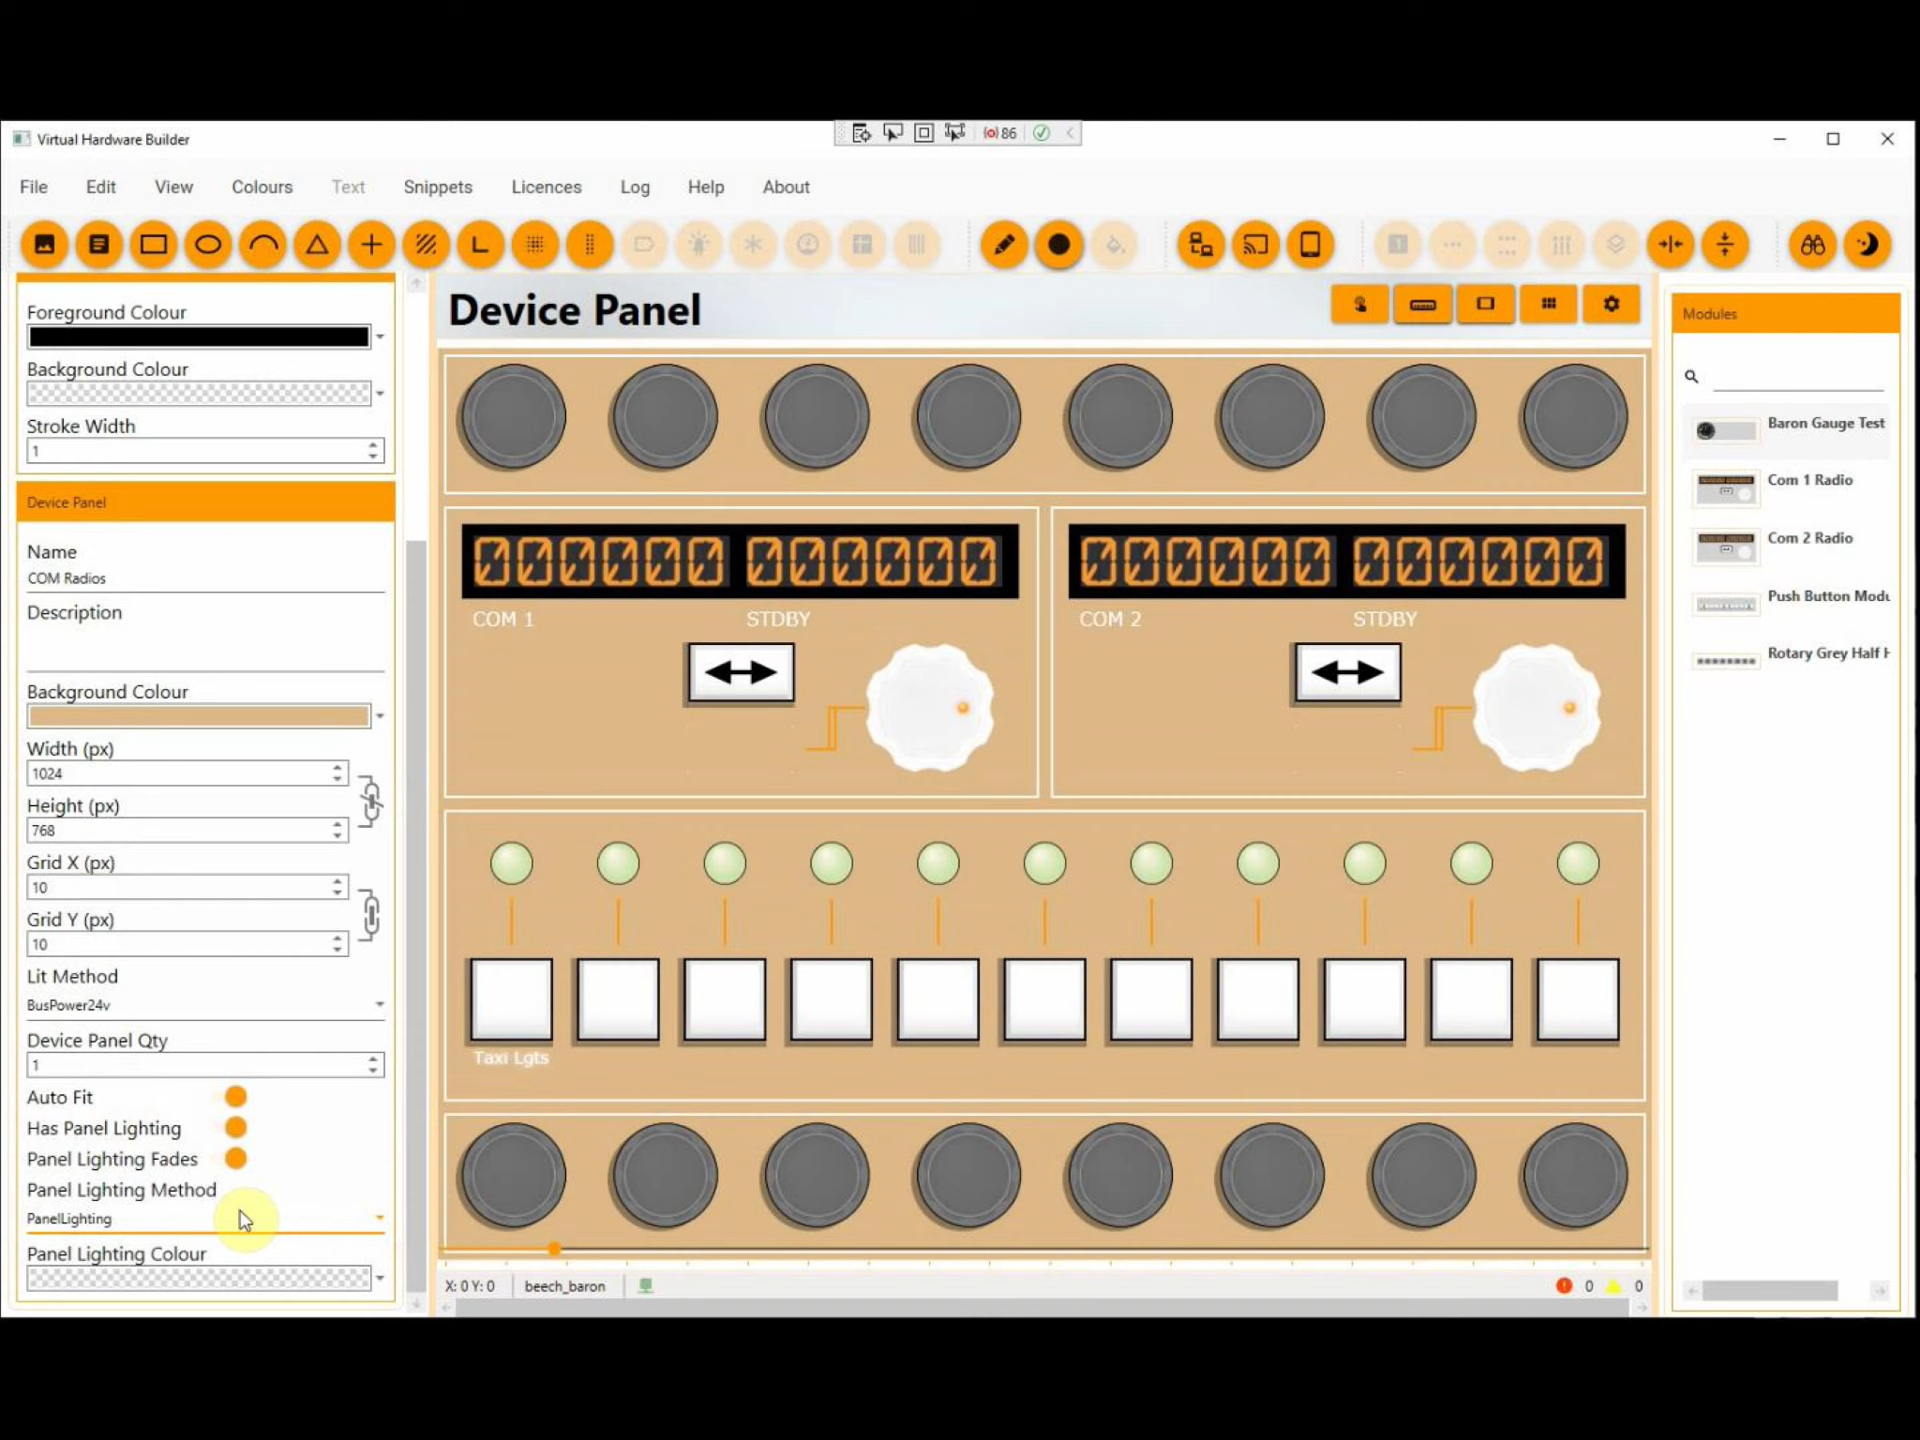 Virtual Hardware Builder
86
File Edit View Colours Text Snippets Licences Log Help About
Foreground Colour
Background Colour
Stroke Width
1
Device Panel
Name
COM Radios
Description
Background Colour
Width (px)
1024
Height (px)
768
Grid X (px)
10
Grid Y (px)
10
Lit Method
BusPower24v
Device Panel Qty
1
Auto Fit
Has Panel Lighting
Panel Lighting Fades
Panel Lighting Method
PanelLighting
Panel Lighting Colour
Device Panel
COM 1 STDBY
COM 2 STDBY
Taxi Lgts
X: 0 Y: 0 beech_baron
0 0
Modules
Baron Gauge Test
Com 1 Radio
Com 2 Radio
Push Button Modu
Rotary Grey Half H